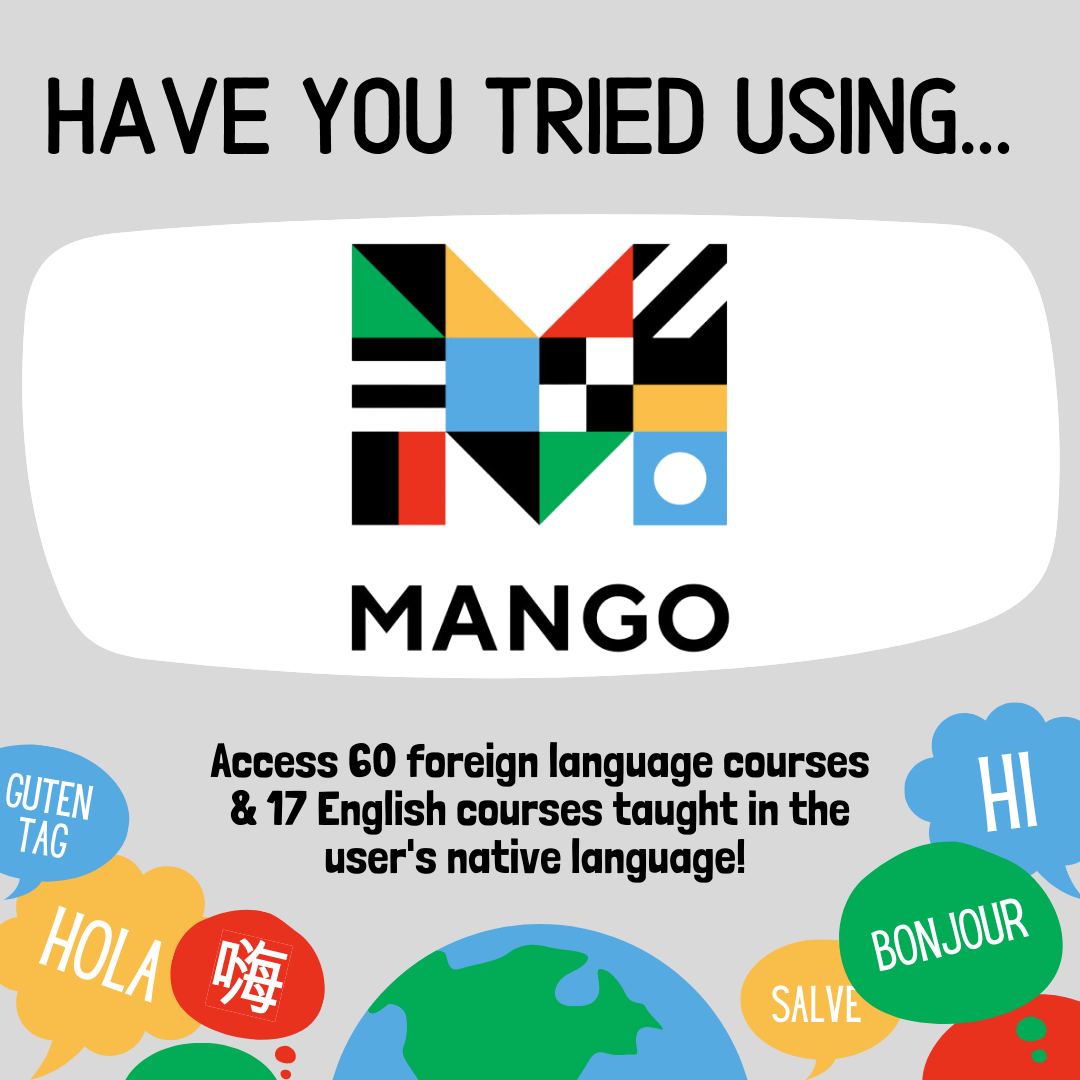 HAVE YOU TRIED USING...
MANGO
Access 60 foreign language courses
& 17 English courses taught in the
user's native language!
GUTEN
TAG
HOLA
嗨
HI
BONJOUR
SALVE